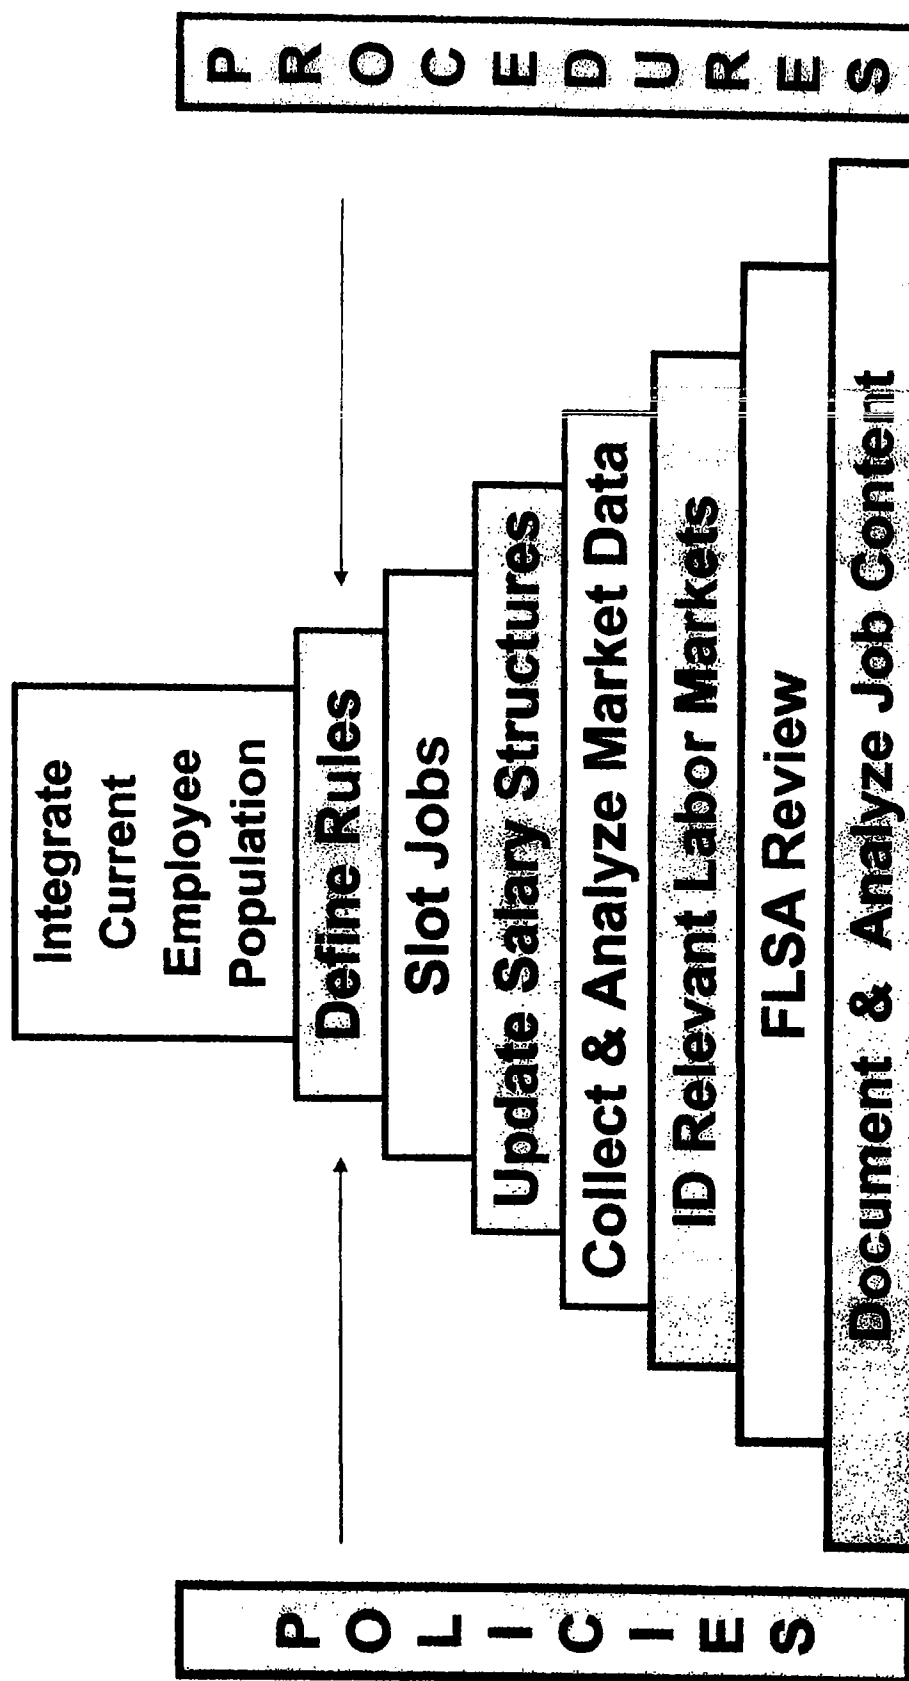 POLICIES
Integrate
Current
Employee
Population
Define Rules
Slot Jobs
Update Salary Structures
Collect & Analyze Market Data
ID Relevant Labor Markets
FLSA Review
Document & Analyze Job Content
PROCEDURES